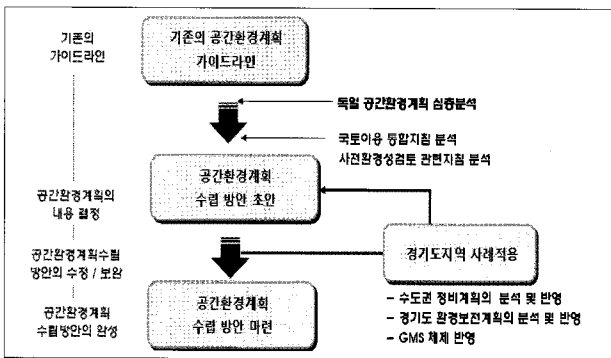 기존의
가이드라인
기존의 공간환경계획
가이드라인
독일 공간환경계획 심층분석
국토이용 통합지침 분석
사전환경성검토 관련지침 분석
공간환경계획의
내용 결정
공간환경계획
수립 방안 초안
공간환경계획수립
방안의 수정 / 보완
경기도지역 사례적용
공간환경계획
수립방안의 완성
공간환경계획
수립 방안 마련
– 수도권 정비계획의 분석 및 반영
– 경기도 환경보전계획의 분석 및 반영
– GMS 체제 반영